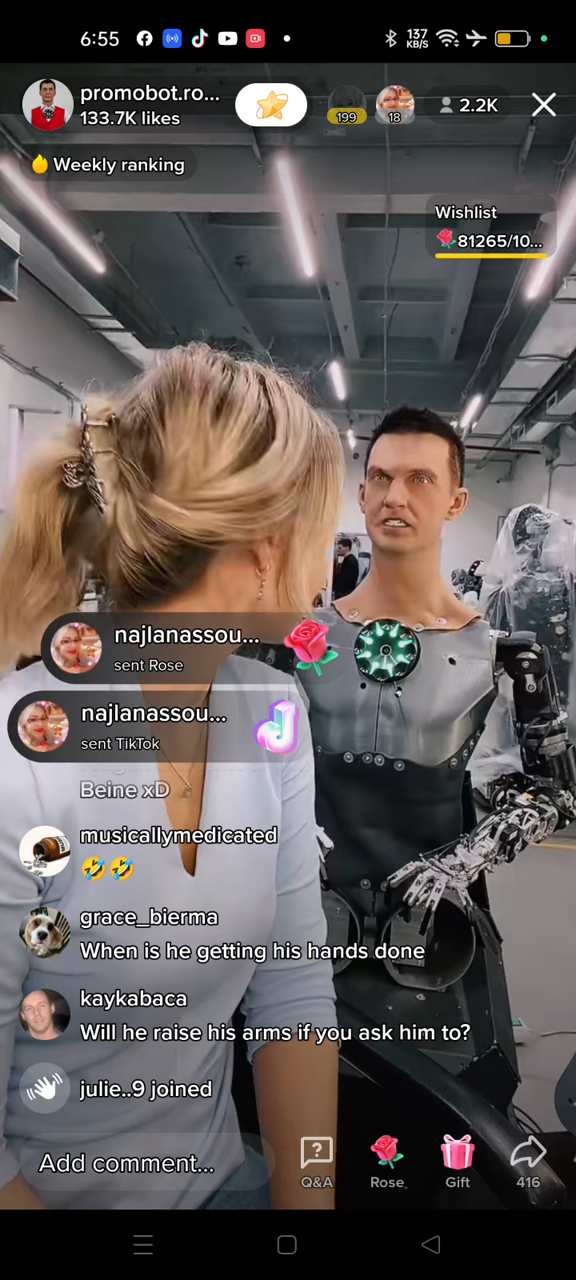 6:55
137
KB/S
promobot.ro...
133.7K likes
199
18
2.2K
Weekly ranking
Wishlist
81265/10...
najlanassou...
sent Rose
najlanassou...
sent TikTok
Beine xD
musicallymedicated
🤣🤣
grace_bierma
When is he getting his hands done
kaykabaca
Will he raise his arms if you ask him to?
julie..9 joined
Add comment...
Q&A
Rose
Gift
416